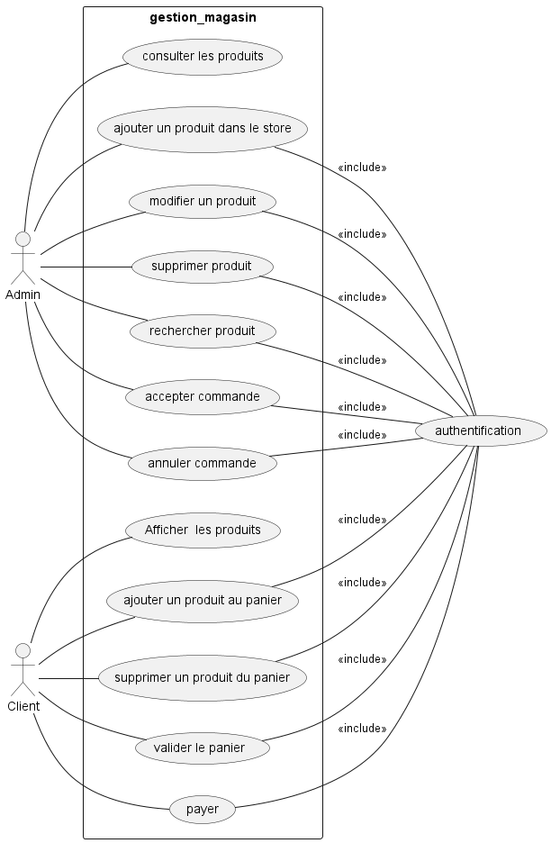 gestion_magasin
consulter les produits
ajouter un produit dans le store
«include»
modifier un produit
«include»
supprimer produit
«include»
Admin
rechercher produit
«include»
accepter commande
«include»
authentification
«include»
annuler commande
«include»
Afficher  les produits
«include»
ajouter un produit au panier
«include»
Client
supprimer un produit du panier
«include»
valider le panier
payer